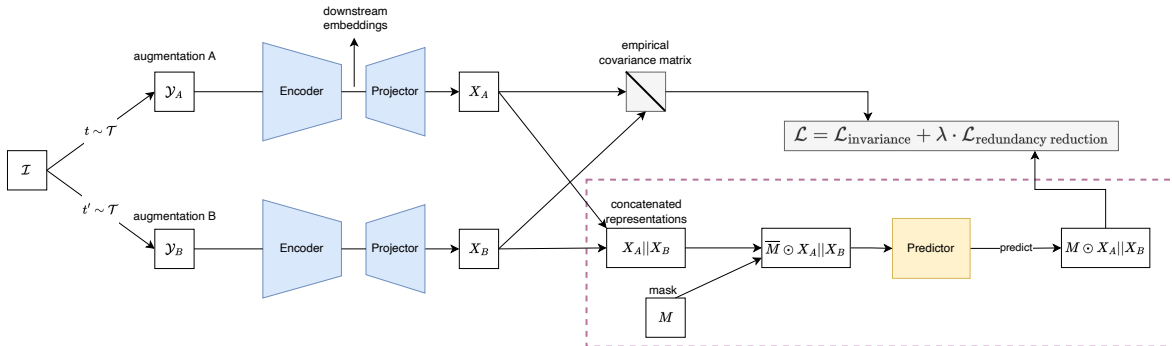 downstream
embeddings
augmentation A
empirical
covariance matrix
𝒴_A
Encoder
Projector
X_A
t ∼ 𝒯
ℒ = ℒ_invariance + λ · ℒ_redundancy reduction
ℐ
t′ ∼ 𝒯
augmentation B
concatenated
representations
𝒴_B
Encoder
Projector
X_B
X_A||X_B
M̅ ⊙ X_A||X_B
Predictor
predict
M ⊙ X_A||X_B
mask
M